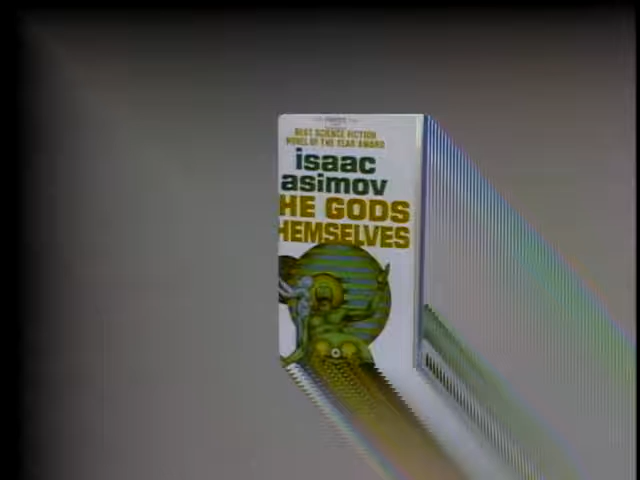 BEST SCIENCE FICTION
NOVEL OF THE YEAR AWARD
isaac
asimov
HE GODS
HEMSELVES